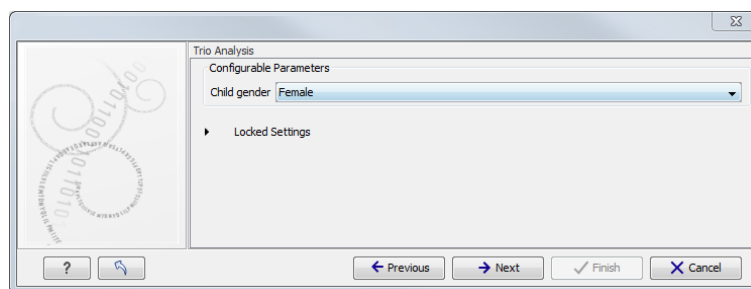 Trio Analysis
Configurable Parameters
Child gender Female
Locked Settings
? Previous Next Finish Cancel